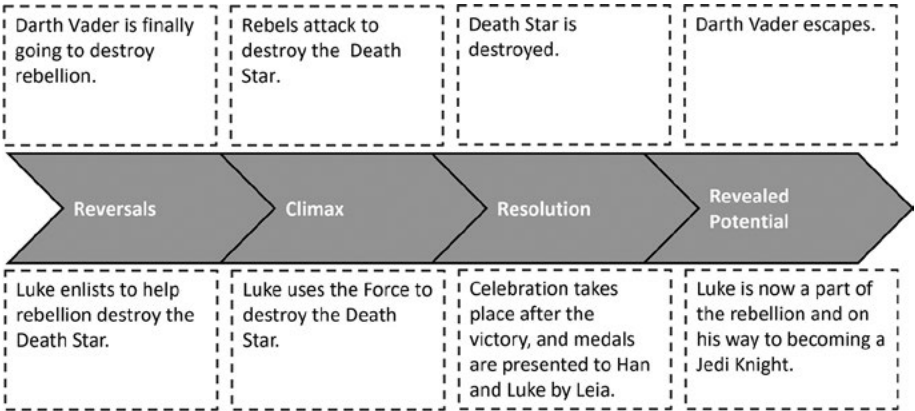 Darth Vader is finally
going to destroy
rebellion.
Rebels attack to
destroy the Death
Star.
Death Star is
destroyed.
Darth Vader escapes.
Reversals
Climax
Resolution
Revealed
Potential
Luke enlists to help
rebellion destroy the
Death Star.
Luke uses the Force to
destroy the Death
Star.
Celebration takes
place after the
victory, and medals
are presented to Han
and Luke by Leia.
Luke is now a part of
the rebellion and on
his way to becoming a
Jedi Knight.